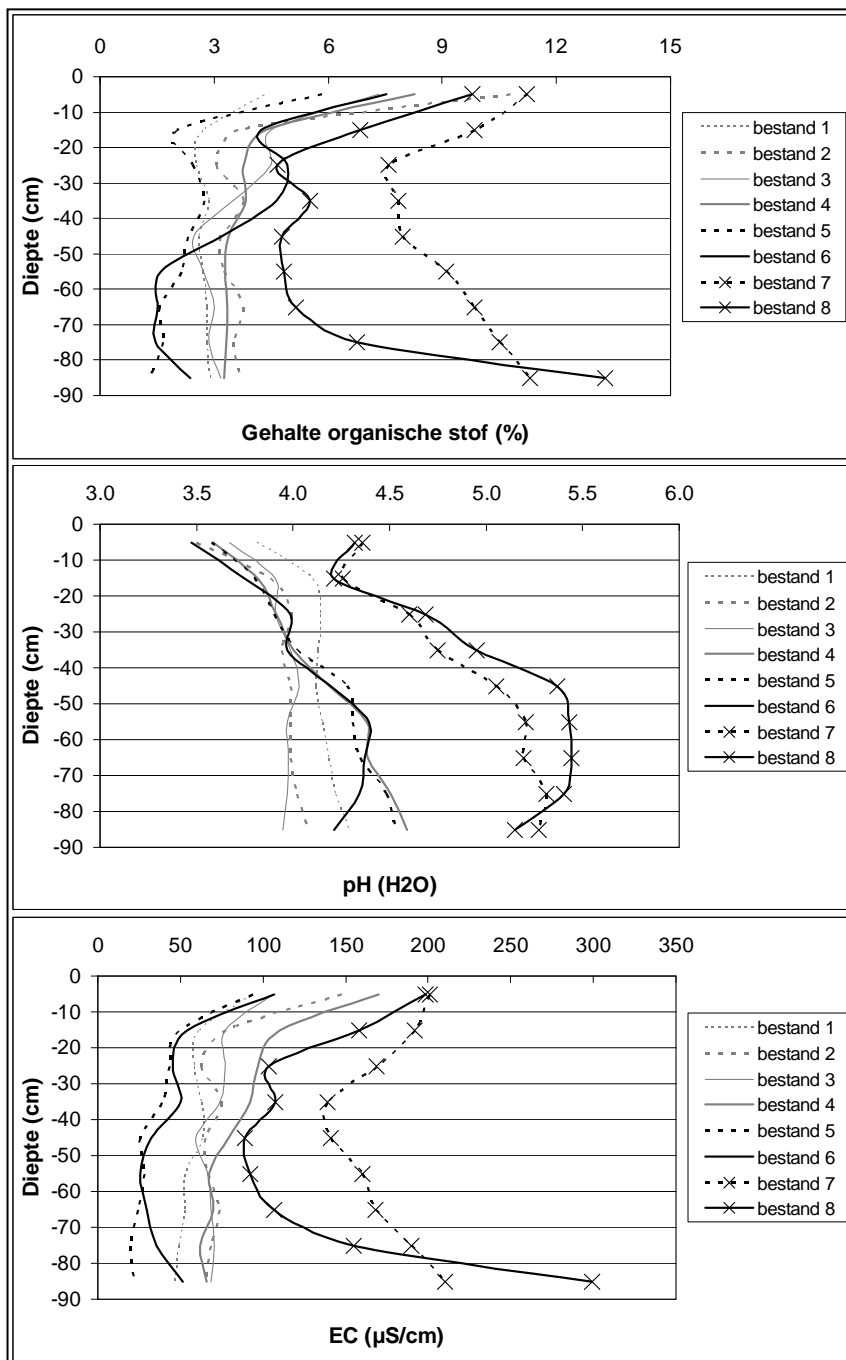 0 3 6 9 12 15
0
-10
-20
-30
-40
-50
-60
-70
-80
-90
Diepte (cm)
Gehalte organische stof (%)
bestand 1
bestand 2
bestand 3
bestand 4
bestand 5
bestand 6
bestand 7
bestand 8
3.0 3.5 4.0 4.5 5.0 5.5 6.0
0
-10
-20
-30
-40
-50
-60
-70
-80
-90
Diepte (cm)
pH (H2O)
bestand 1
bestand 2
bestand 3
bestand 4
bestand 5
bestand 6
bestand 7
bestand 8
0 50 100 150 200 250 300 350
0
-10
-20
-30
-40
-50
-60
-70
-80
-90
Diepte (cm)
EC (µS/cm)
bestand 1
bestand 2
bestand 3
bestand 4
bestand 5
bestand 6
bestand 7
bestand 8